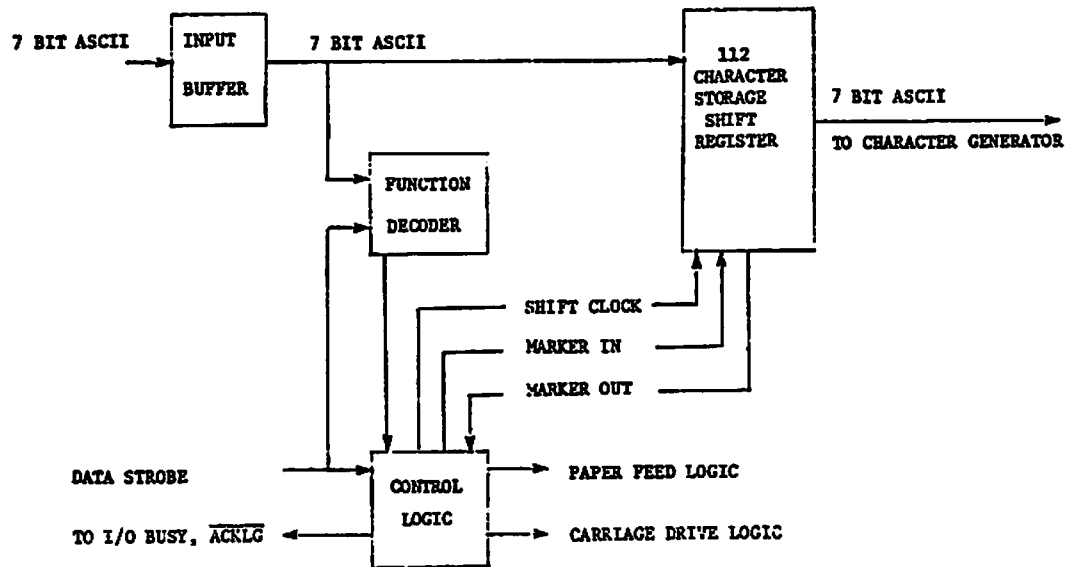 7 BIT ASCII
INPUT
BUFFER
7 BIT ASCII
112
CHARACTER
STORAGE
SHIFT
REGISTER
7 BIT ASCII
TO CHARACTER GENERATOR
FUNCTION
DECODER
SHIFT CLOCK
MARKER IN
MARKER OUT
DATA STROBE
CONTROL
LOGIC
PAPER FEED LOGIC
TO I/O BUSY, ACKLG
CARRIAGE DRIVE LOGIC